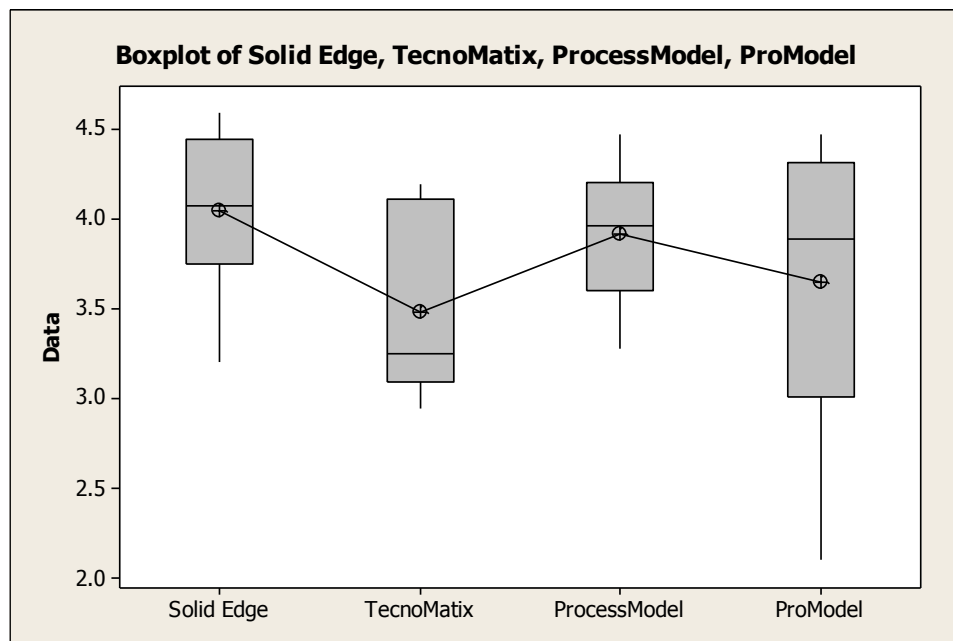 Boxplot of Solid Edge, TecnoMatix, ProcessModel, ProModel
4.5
4.0
3.5
3.0
2.5
2.0
Data
Solid Edge
TecnoMatix
ProcessModel
ProModel